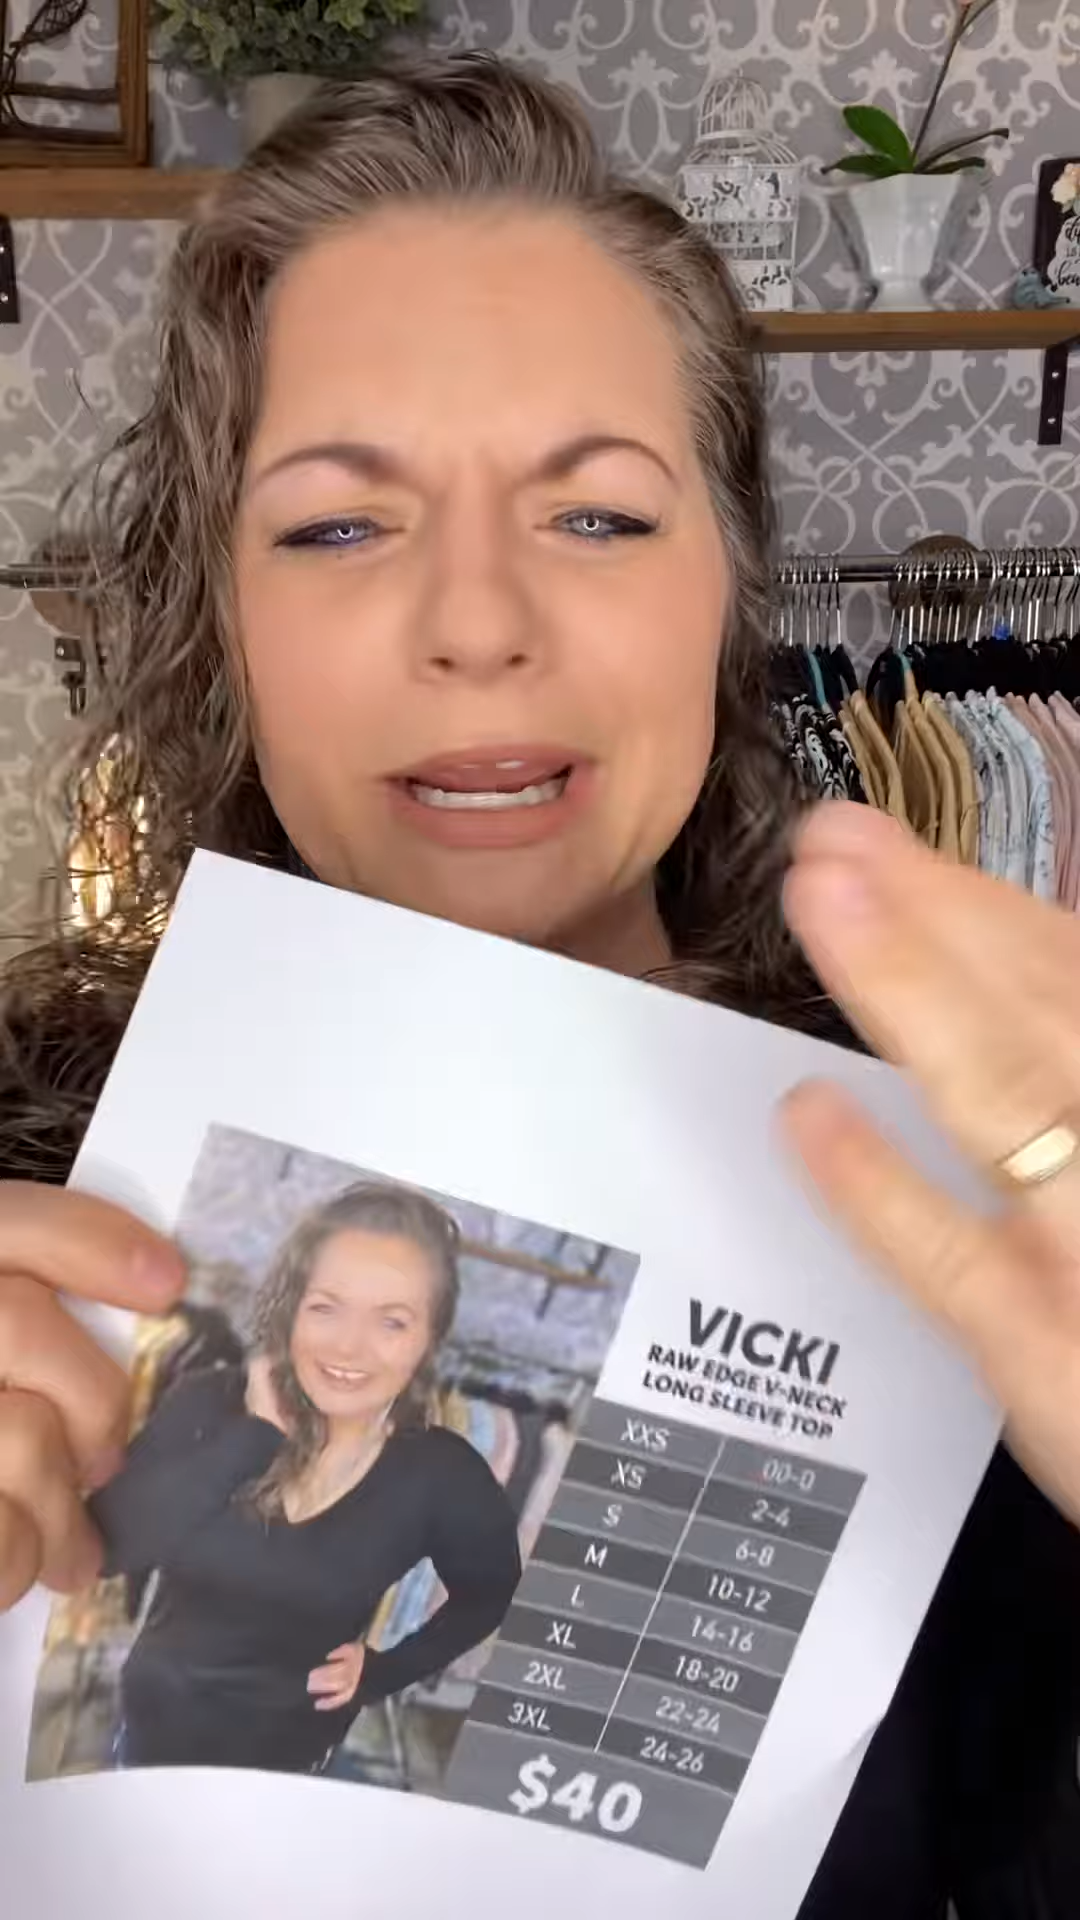 VICKI
RAW EDGE V-NECK
LONG SLEEVE TOP
XXS 00-0
XS 2-4
S 6-8
M 10-12
L 14-16
XL 18-20
2XL 22-24
3XL 24-26
$40